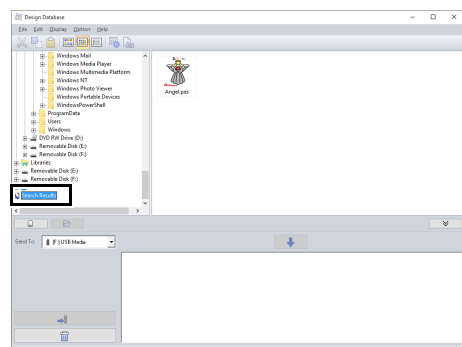 Design Database
File Edit Display Option Help
Windows Mail
Windows Media Player
Windows Multimedia Platform
Windows NT
Windows Photo Viewer
Windows Portable Devices
WindowsPowerShell
ProgramData
Users
Windows
DVD RW Drive (D:)
Removable Disk (E:)
Removable Disk (F:)
Libraries
Removable Disk (E:)
Removable Disk (F:)
Search Results
Angel.pes
Send To:
[F:] USB Media